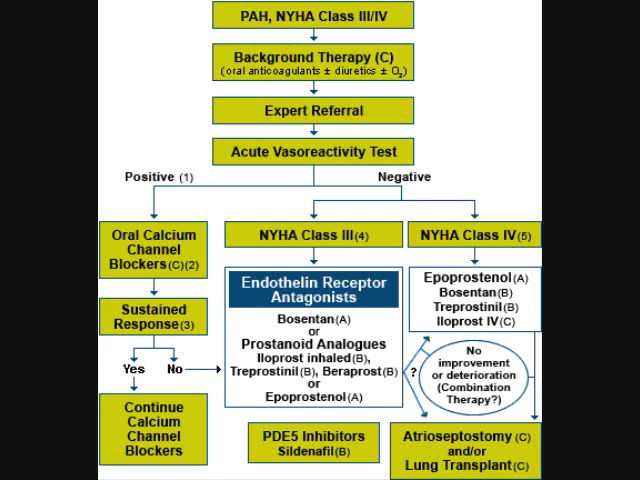 PAH, NYHA Class III/IV
Background Therapy (C)
(oral anticoagulants ± diuretics ± O2)
Expert Referral
Acute Vasoreactivity Test
Positive (1)
Negative
Oral Calcium
Channel
Blockers(C)(2)
NYHA Class III(4)
NYHA Class IV(5)
Sustained
Response(3)
Yes
No
Continue
Calcium
Channel
Blockers
Endothelin Receptor
Antagonists
Bosentan(A)
or
Prostanoid Analogues
Iloprost inhaled(B),
Treprostinil(B), Beraprost(B)
or
Epoprostenol(A)
Epoprostenol(A)
Bosentan(B)
Treprostinil(B)
Iloprost IV(C)
?
No
improvement
or deterioration
(Combination
Therapy?)
PDE5 Inhibitors
Sildenafil(B)
Atrioseptostomy(C)
and/or
Lung Transplant(C)